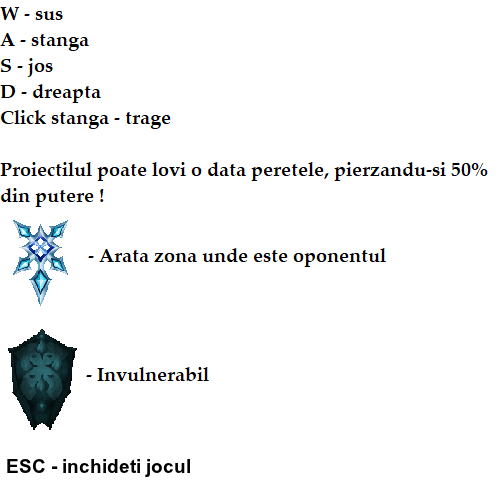 W - sus
A - stanga
S - jos
D - dreapta
Click stanga - trage
Proiectilul poate lovi o data peretele, pierzandu-si 50%
din putere !
- Arata zona unde este oponentul
- Invulnerabil
ESC - inchideti jocul